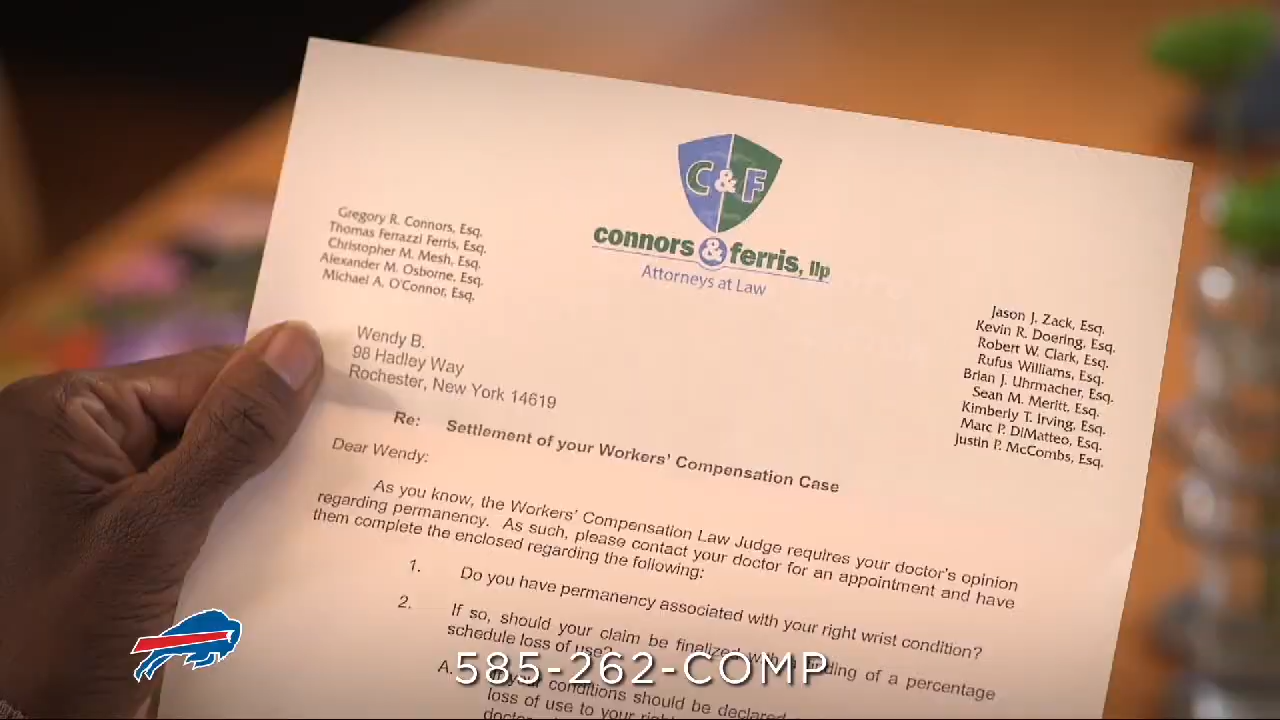 C&F
connors & ferris, llp
Attorneys at Law
Gregory R. Connors, Esq.
Thomas Ferrazzi Ferris, Esq.
Christopher M. Mesh, Esq.
Alexander M. Osborne, Esq.
Michael A. O'Connor, Esq.
Jason J. Zack, Esq.
Kevin R. Doering, Esq.
Robert W. Clark, Esq.
Rufus Williams, Esq.
Brian J. Uhrmacher, Esq.
Sean M. Meritt, Esq.
Kimberly T. Irving, Esq.
Marc P. DiMatteo, Esq.
Justin P. McCombs, Esq.
Wendy B.
98 Hadley Way
Rochester, New York 14619
Re: Settlement of your Workers' Compensation Case
Dear Wendy:
As you know, the Workers' Compensation Law Judge requires your doctor's opinion
regarding permanency. As such, please contact your doctor for an appointment and have
them complete the enclosed regarding the following:
1. Do you have permanency associated with your right wrist condition?
2. If so, should your claim be finalized with a finding of a percentage
schedule loss of use?
A. If your conditions should be declared
loss of use to your right
585-262-COMP